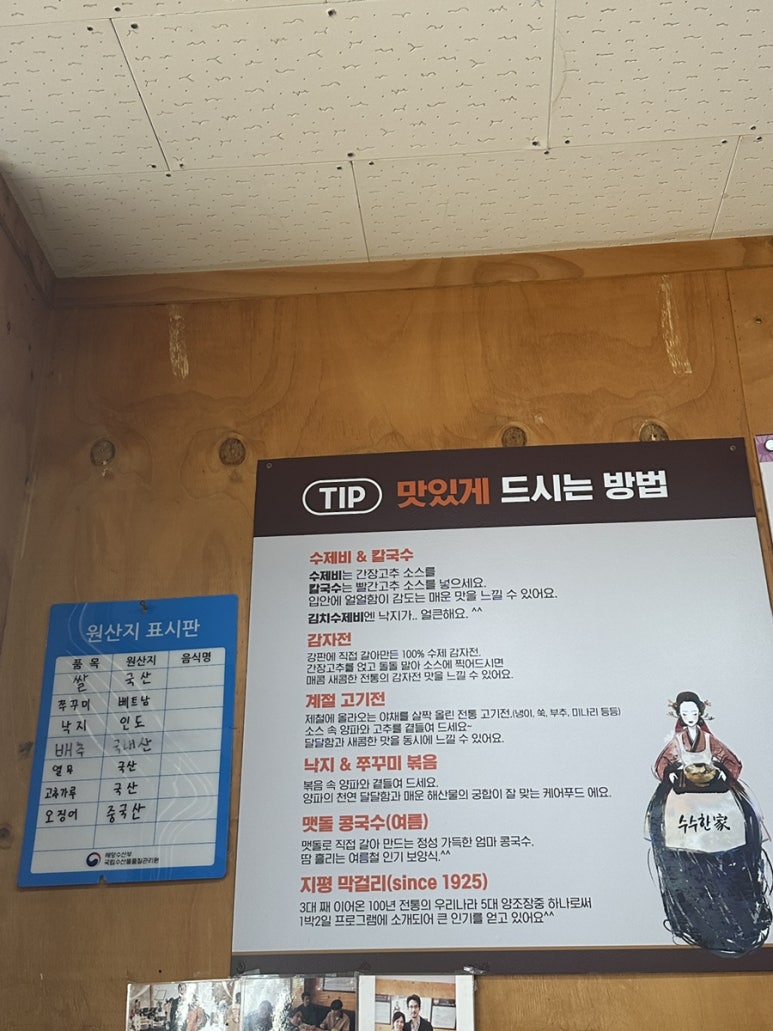 TIP 맛있게 드시는 방법
수제비 & 칼국수
수제비는 간장고추 소스를
칼국수는 빨간고추 소스를 넣으세요.
입안에 얼얼함이 감도는 매운 맛을 느낄 수 있어요.
김치수제비엔 낙지가.. 얼큰해요. ^^
감자전
강판에 직접 갈아만든 100% 수제 감자전.
간장고추를 얹고 돌돌 말아 소스에 찍어드시면
매콤 새콤한 전통의 감자전 맛을 느낄 수 있어요.
계절 고기전
제철에 올라오는 야채를 살짝 올린 전통 고기전.(냉이, 쑥, 부추, 미나리 등등)
소스 속 양파와 고추를 곁들여 드세요~
달달함과 새콤한 맛을 동시에 느낄 수 있어요.
낙지 & 쭈꾸미 볶음
볶음 속 양파와 곁들여 드세요.
양파의 천연 달달함과 매운 해산물의 궁합이 잘 맞는 케어푸드 에요.
맷돌 콩국수(여름)
맷돌로 직접 갈아 만드는 정성 가득한 엄마 콩국수.
땀 흘리는 여름철 인기 보양식.^^
지평 막걸리(since 1925)
3대 째 이어온 100년 전통의 우리나라 5대 양조장중 하나로써
1박2일 프로그램에 소개되어 큰 인기를 얻고 있어요^^
수수한家
원산지 표시판
품 목 원산지 음식명
쌀 국산
쭈꾸미 베트남
낙지 인도
배추 국내산
열무 국산
고추가루 국산
오징어 중국산
해양수산부
국립수산물품질관리원